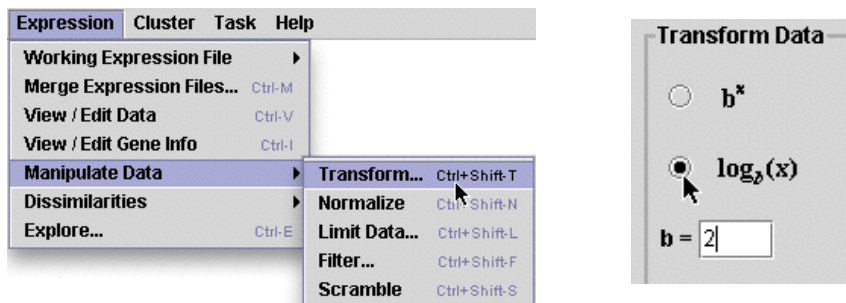 Expression Cluster Task Help
Working Expression File
Merge Expression Files... Ctrl-M
View / Edit Data Ctrl-V
View / Edit Gene Info Ctrl-I
Manipulate Data
Dissimilarities
Explore... Ctrl-E
Transform... Ctrl+Shift-T
Normalize Ctrl+Shift-N
Limit Data... Ctrl+Shift-L
Filter... Ctrl+Shift-F
Scramble Ctrl+Shift-S
Transform Data
bˣ
log_b(x)
b = 2